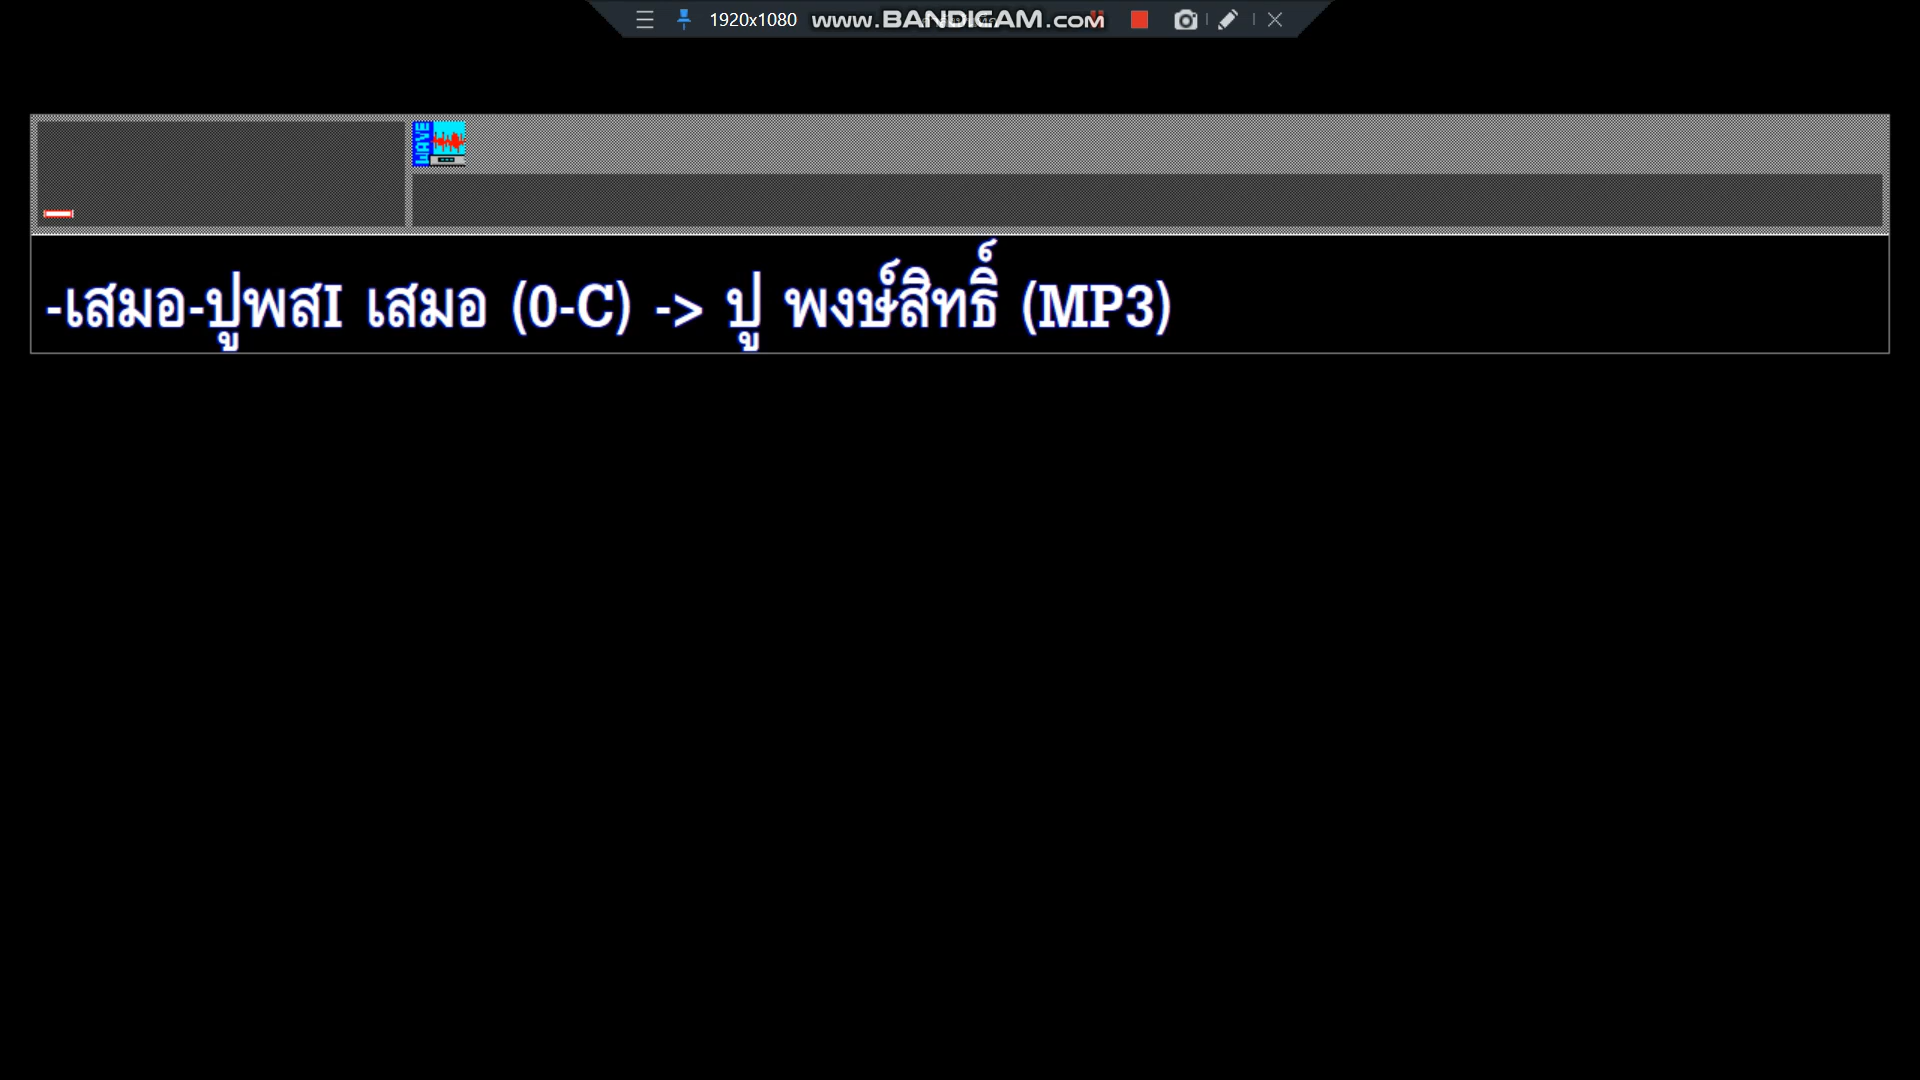 1920x1080 www.BANDICAM.com
WAVE
-เสมอ-ปูพสI เสมอ (0-C) -> ปู พงษ์สิทธิ์ (MP3)